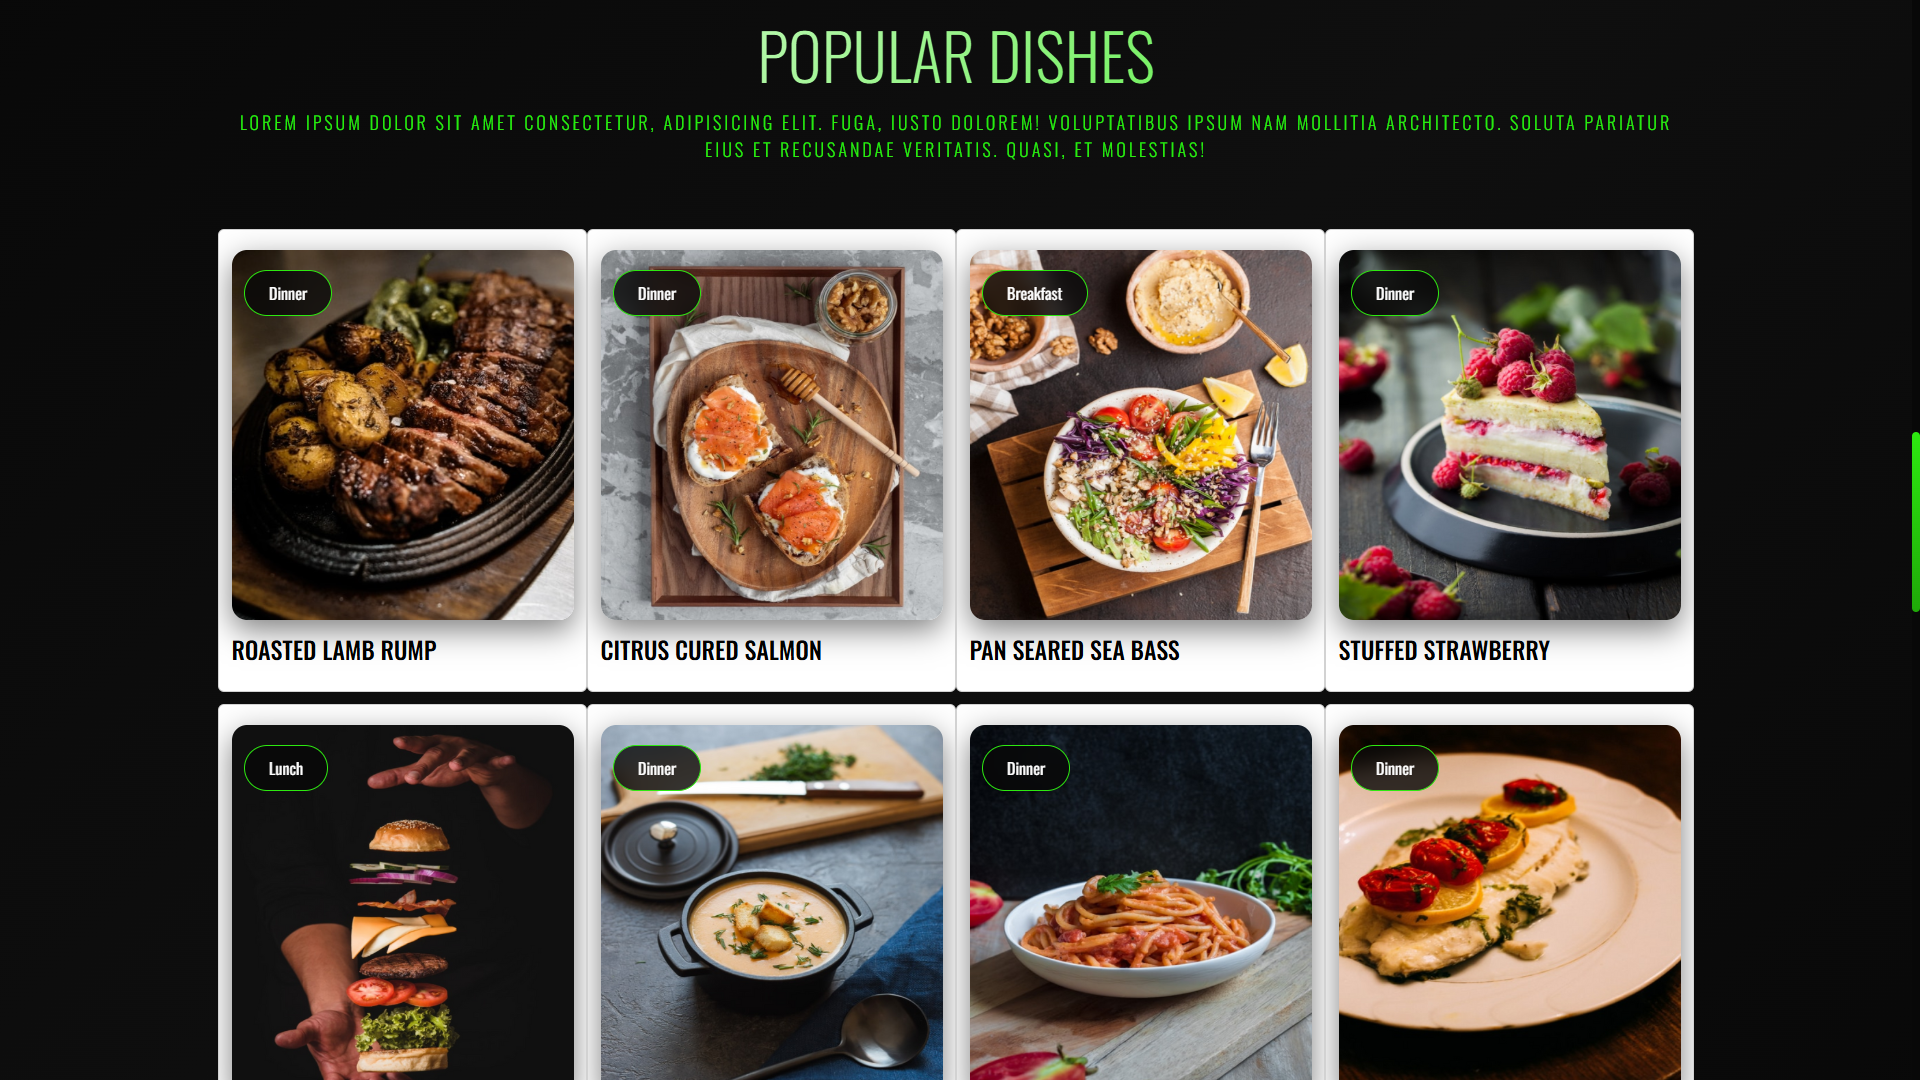 POPULAR DISHES
LOREM IPSUM DOLOR SIT AMET CONSECTETUR, ADIPISICING ELIT. FUGA, IUSTO DOLOREM! VOLUPTATIBUS IPSUM NAM MOLLITIA ARCHITECTO. SOLUTA PARIATUR
EIUS ET RECUSANDAE VERITATIS. QUASI, ET MOLESTIAS!
Dinner
ROASTED LAMB RUMP
Dinner
CITRUS CURED SALMON
Breakfast
PAN SEARED SEA BASS
Dinner
STUFFED STRAWBERRY
Lunch
Dinner
Dinner
Dinner